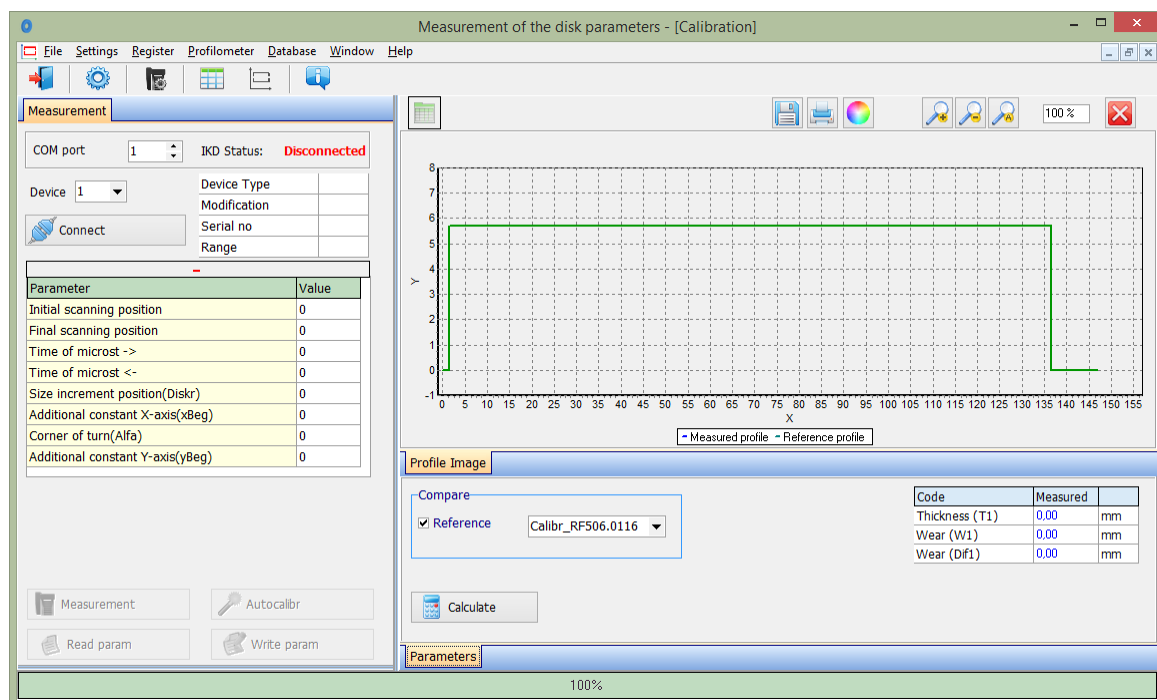 Measurement of the disk parameters - [Calibration]
File Settings Register Profilometer Database Window Help
Measurement
COM port 1 IKD Status: Disconnected
Device 1
Connect
Device Type
Modification
Serial no
Range
Parameter Value
Initial scanning position 0
Final scanning position 0
Time of microst -> 0
Time of microst <- 0
Size increment position(Diskr) 0
Additional constant X-axis(xBeg) 0
Corner of turn(Alfa) 0
Additional constant Y-axis(yBeg) 0
Measurement Autocalibr
Read param Write param
100 %
8
7
6
5
4
3
2
1
0
-1
Y
0 5 10 15 20 25 30 35 40 45 50 55 60 65 70 75 80 85 90 95 100 105 110 115 120 125 130 135 140 145 150 155
X
Measured profile Reference profile
Profile Image
Compare
Reference Calibr_RF506.0116
Code Measured
Thickness (T1) 0,00 mm
Wear (W1) 0,00 mm
Wear (Dif1) 0,00 mm
Calculate
Parameters
100%